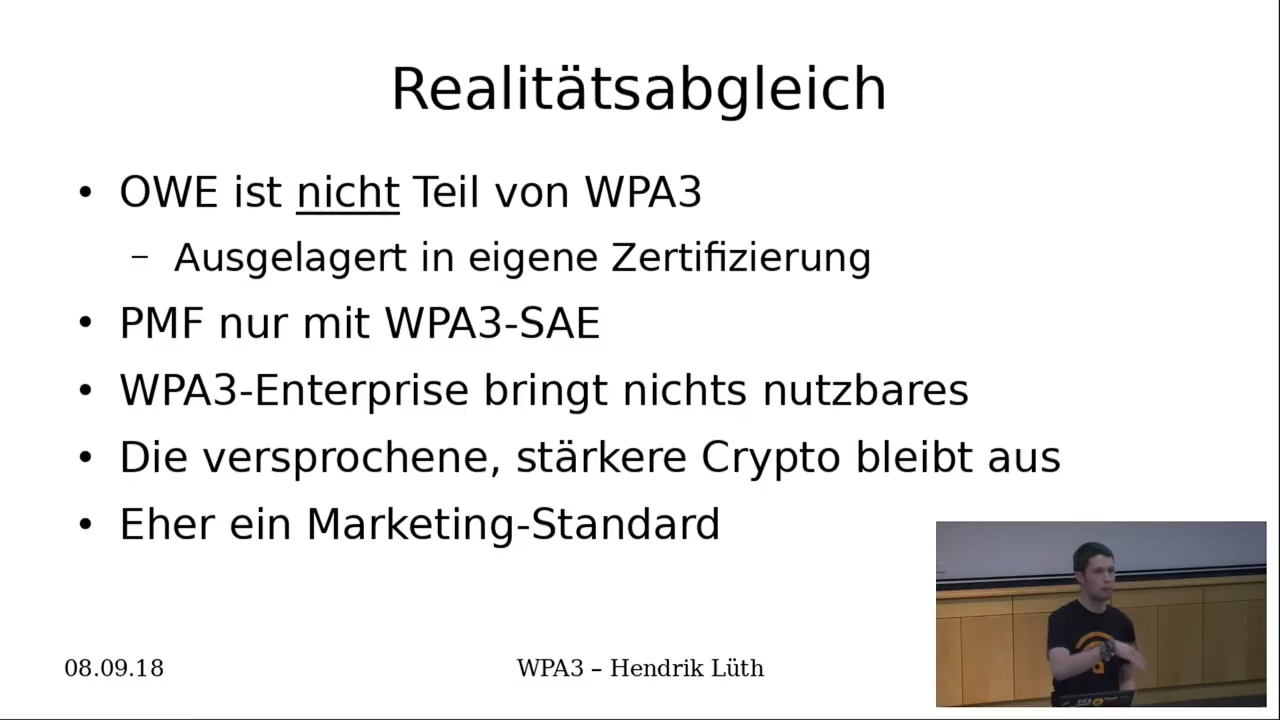 Realitätsabgleich
• OWE ist nicht Teil von WPA3
– Ausgelagert in eigene Zertifizierung
• PMF nur mit WPA3-SAE
• WPA3-Enterprise bringt nichts nutzbares
• Die versprochene, stärkere Crypto bleibt aus
• Eher ein Marketing-Standard
08.09.18
WPA3 – Hendrik Lüth